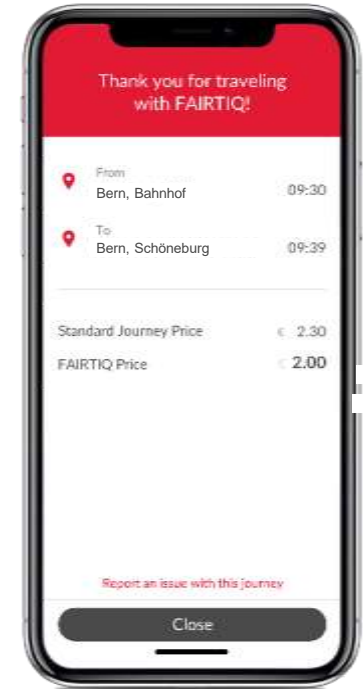 Thank you for traveling
with FAIRTIQ!
From
Bern, Bahnhof 09:30
To
Bern, Schöneburg 09:39
Standard Journey Price € 2.30
FAIRTIQ Price € 2.00
Report an issue with this journey
Close